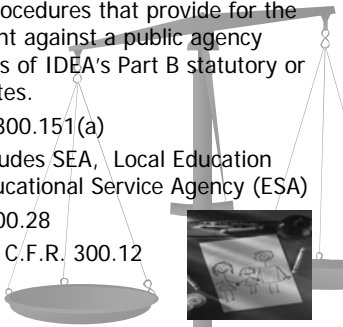 rocedures that provide for the
nt against a public agency
s of IDEA's Part B statutory or
tes.
300.151(a)
udes SEA, Local Education
ucational Service Agency (ESA)
00.28
C.F.R. 300.12